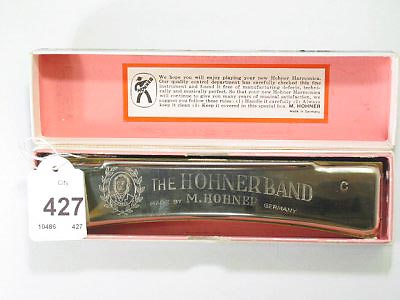 We hope you will enjoy playing your new Hohner Harmonica.
Our control department has carefully checked this fine
instrument and found it free of manufacturing defects, techni-
cally and musically perfect. So that your new Hohner Harmonica
will continue to give you many years of musical satisfaction, we
suggest you follow these rules: (1) Handle it carefully (2) Always
keep it clean (3) Keep it covered in this special box. M. HOHNER
Made in Germany
THE HOHNER BAND
C
MADE BY M. HOHNER GERMANY
GN
427
10486 427